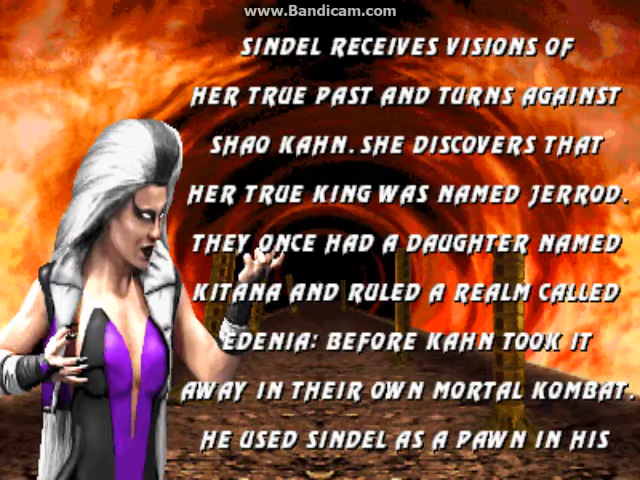 www.Bandicam.com
SINDEL RECEIVES VISIONS OF
HER TRUE PAST AND TURNS AGAINST
SHAO KAHN. SHE DISCOVERS THAT
HER TRUE KING WAS NAMED JERROD.
THEY ONCE HAD A DAUGHTER NAMED
KITANA AND RULED A REALM CALLED
EDENIA: BEFORE KAHN TOOK IT
AWAY IN THEIR OWN MORTAL KOMBAT.
HE USED SINDEL AS A PAWN IN HIS